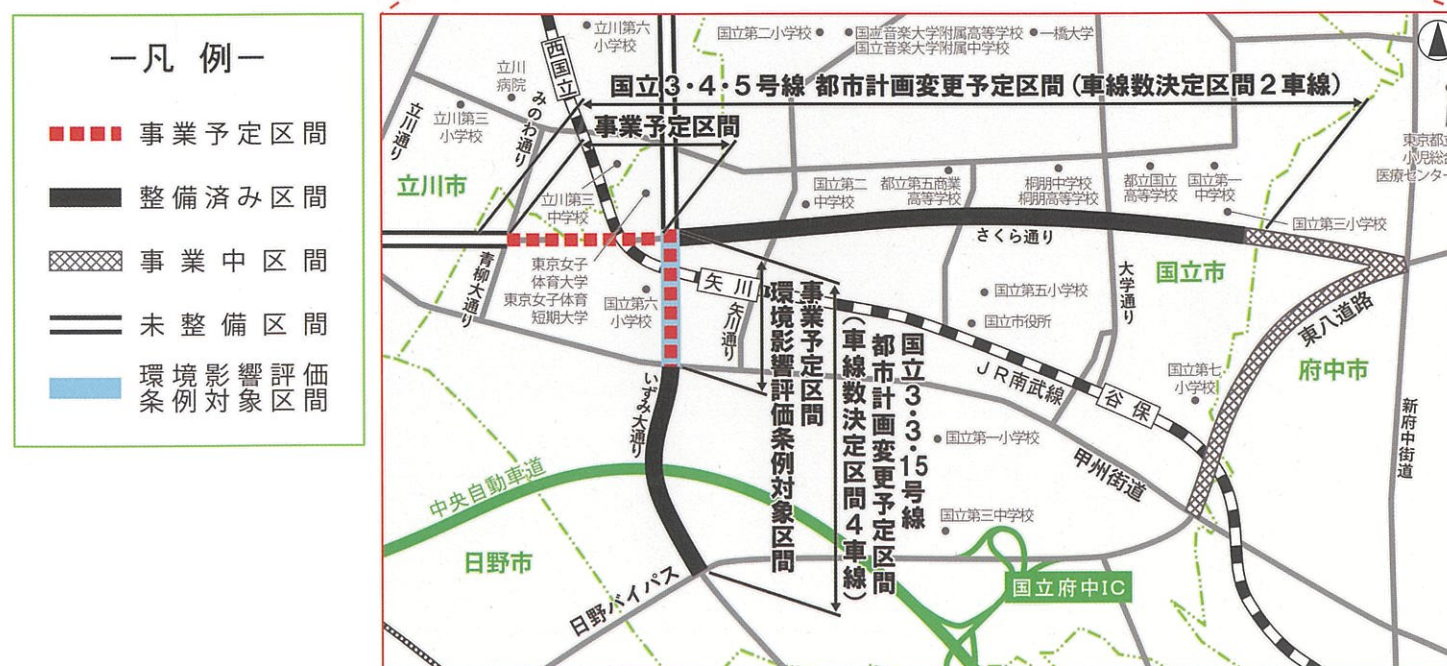 －凡 例－
事業予定区間
整備済み区間
事業中区間
未整備区間
環境影響評価
条例対象区間
立川第六
小学校
国立第二小学校
国立音楽大学附属高等学校
国立音楽大学附属中学校
一橋大学
西国立
立川
病院
国立3・4・5号線 都市計画変更予定区間(車線数決定区間2車線)
立川通り
立川第三
小学校
みのわ通り
事業予定区間
東京都立
小児総合
医療センター
立川市
立川第三
中学校
国立第二
中学校
都立第五商業
高等学校
桐朋中学校
桐朋高等学校
都立国立
高等学校
国立第一
中学校
国立第三小学校
さくら通り
青柳大通り
東京女子
体育大学
東京女子体育
短期大学
国立第六
小学校
矢川
矢川通り
大学通り
国立市
国立第五小学校
国立市役所
東八道路
府中市
事業予定区間
環境影響評価条例対象区間
国立3・3・15号線
都市計画変更予定区間
(車線数決定区間4車線)
JR南武線
谷保
国立第七
小学校
新府中街道
いずみ大通り
国立第一小学校
甲州街道
中央自動車道
国立第三中学校
日野市
日野バイパス
国立府中IC